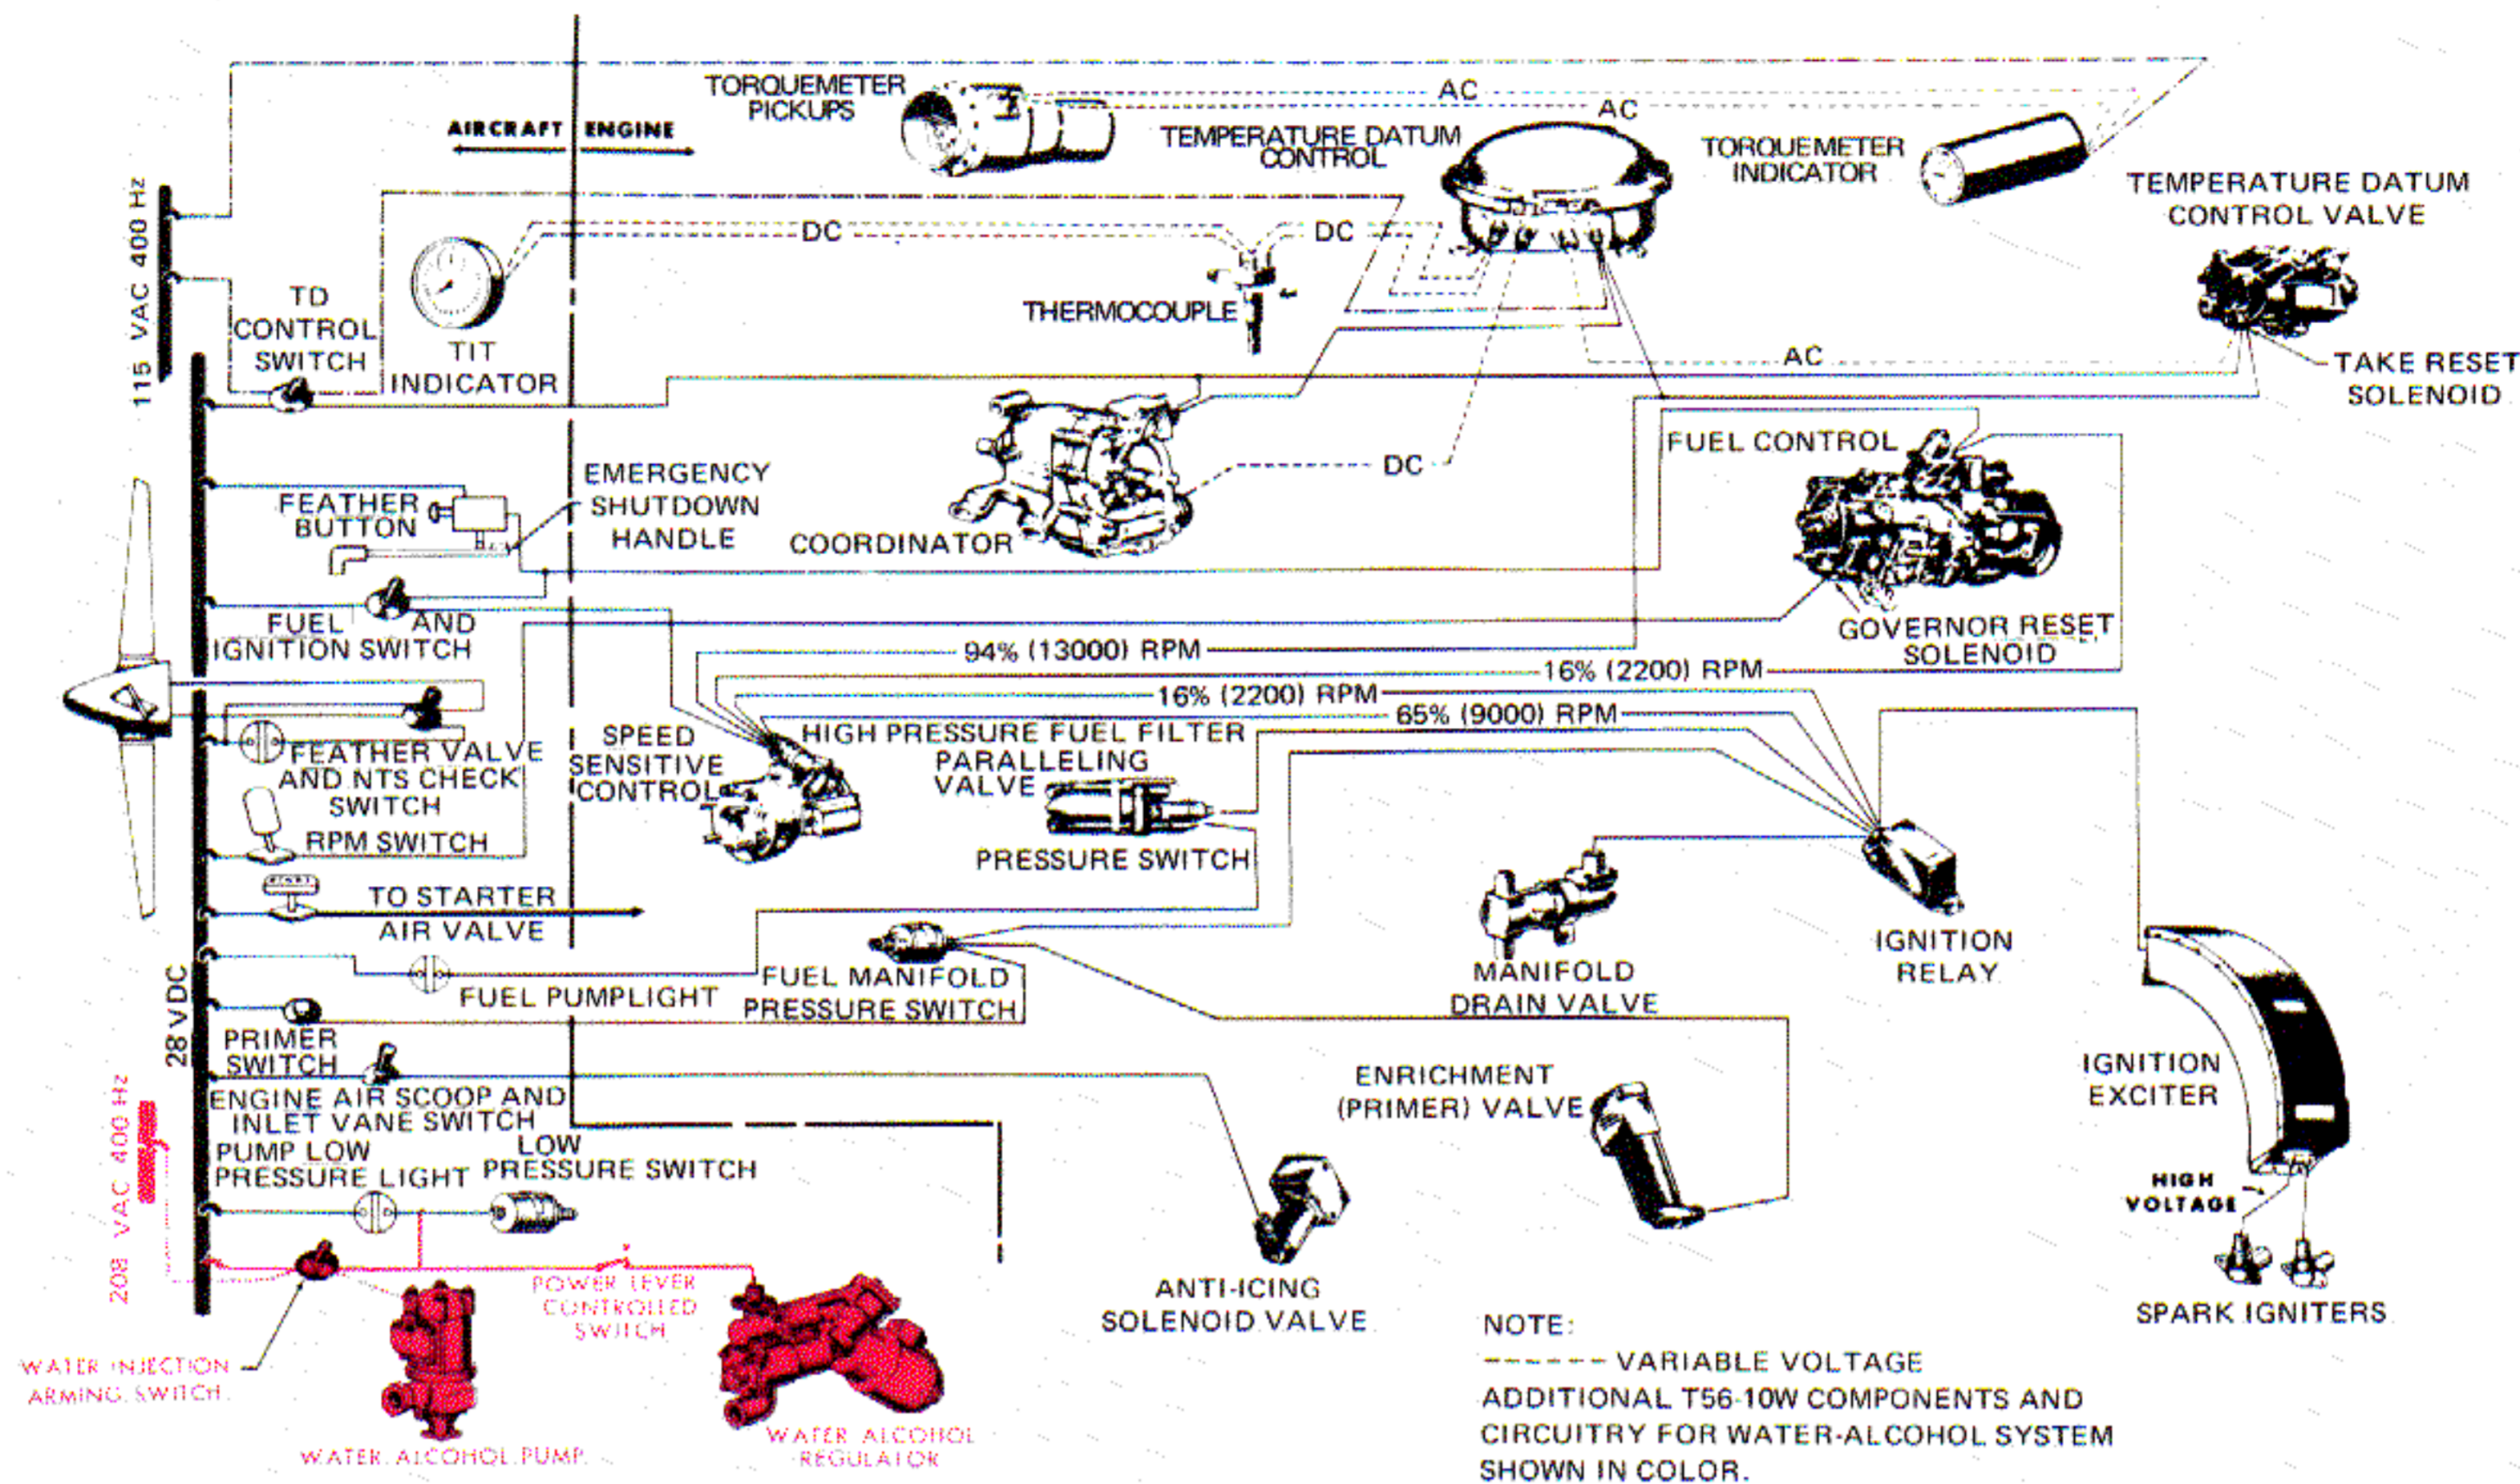 TORQUEMETER
PICKUPS
AC
AC
AIRCRAFT ENGINE
TEMPERATURE DATUM
CONTROL
TORQUEMETER
INDICATOR
TEMPERATURE DATUM
CONTROL VALVE
115 VAC 400 Hz
DC
DC
TD
CONTROL
SWITCH
TIT
INDICATOR
THERMOCOUPLE
AC
TAKE RESET
SOLENOID
FUEL CONTROL
DC
EMERGENCY
SHUTDOWN
HANDLE
FEATHER
BUTTON
COORDINATOR
FUEL AND
IGNITION SWITCH
GOVERNOR RESET
SOLENOID
94% (13000) RPM
16% (2200) RPM
16% (2200) RPM
65% (9000) RPM
SPEED
SENSITIVE
CONTROL
HIGH PRESSURE FUEL FILTER
PARALLELING
VALVE
FEATHER VALVE
AND NTS CHECK
SWITCH
RPM SWITCH
PRESSURE SWITCH
TO STARTER
AIR VALVE
IGNITION
RELAY
28 VDC
FUEL PUMPLIGHT
FUEL MANIFOLD
PRESSURE SWITCH
MANIFOLD
DRAIN VALVE
PRIMER
SWITCH
ENGINE AIR SCOOP AND
INLET VANE SWITCH
ENRICHMENT
(PRIMER) VALVE
IGNITION
EXCITER
208 VAC 400 Hz
PUMP LOW
PRESSURE LIGHT
LOW
PRESSURE SWITCH
HIGH
VOLTAGE
POWER LEVER
CONTROLLED
SWITCH
ANTI-ICING
SOLENOID VALVE
SPARK IGNITERS
WATER INJECTION
ARMING SWITCH
WATER ALCOHOL PUMP
WATER ALCOHOL
REGULATOR
NOTE:
------ VARIABLE VOLTAGE
ADDITIONAL T56-10W COMPONENTS AND
CIRCUITRY FOR WATER-ALCOHOL SYSTEM
SHOWN IN COLOR.